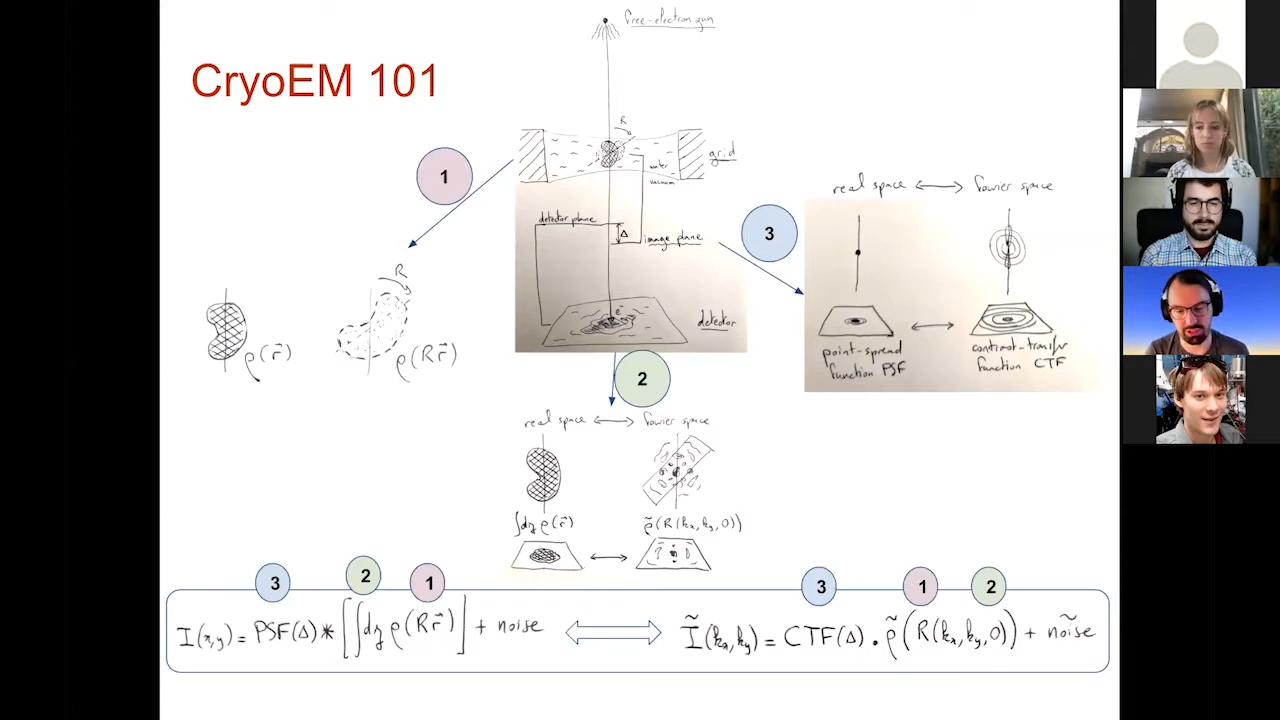 free-electron gun
CryoEM 101
R
grid
water
vacuum
1
detector plane
Δ
image plane
e⁻
detector
3
real space ⟷ fourier space
point-spread
function PSF
contrast-transfer
function CTF
R
ρ(r⃗)
ρ(Rr⃗)
2
real space ⟷ fourier space
∫dz ρ(r⃗)
ρ̃(R(kx,ky,0))
3 2 1
I(x,y) = PSF(Δ) * [∫dz ρ(Rr⃗)] + noise
3 1 2
Ĩ(kx,ky) = CTF(Δ) · ρ̃(R(kx,ky,0)) + noĩse